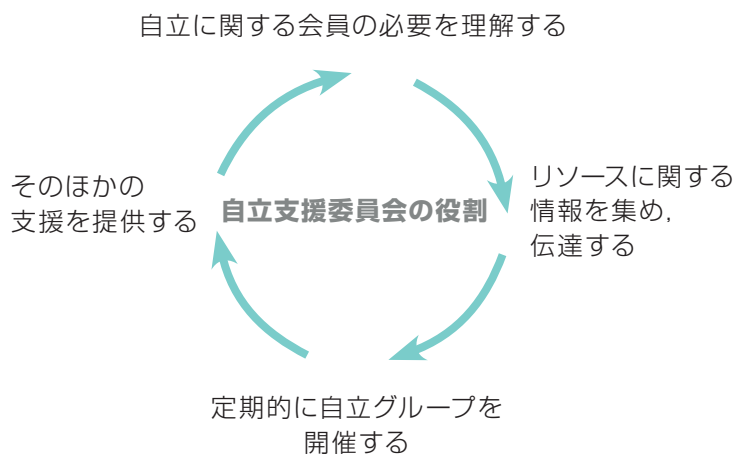 自立に関する会員の必要を理解する
リソースに関する
情報を集め,
伝達する
定期的に自立グループを
開催する
そのほかの
支援を提供する
自立支援委員会の役割